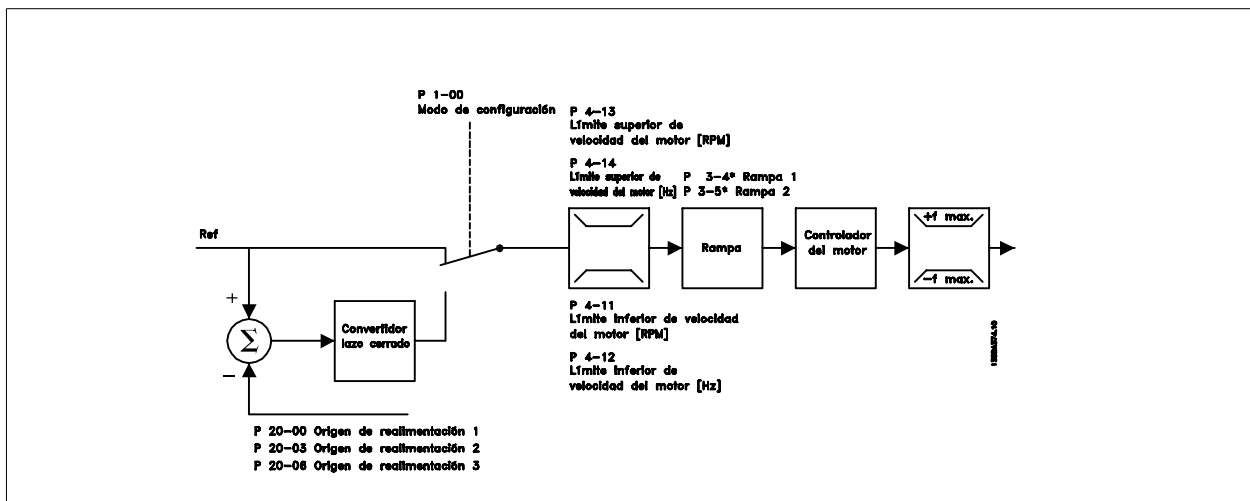 P 1-00
Modo de configuración
P 4-13
Límite superior de
velocidad del motor [RPM]
P 4-14
Límite superior de
velocidad del motor [Hz]
P 3-4* Rampa 1
P 3-5* Rampa 2
Ref
+
Σ
−
Convertidor
lazo cerrado
Rampa
Controlador
del motor
+f max.
−f max.
P 4-11
Límite inferior de velocidad
del motor [RPM]
P 4-12
Límite inferior de
velocidad del motor [Hz]
P 20-00 Origen de realimentación 1
P 20-03 Origen de realimentación 2
P 20-06 Origen de realimentación 3